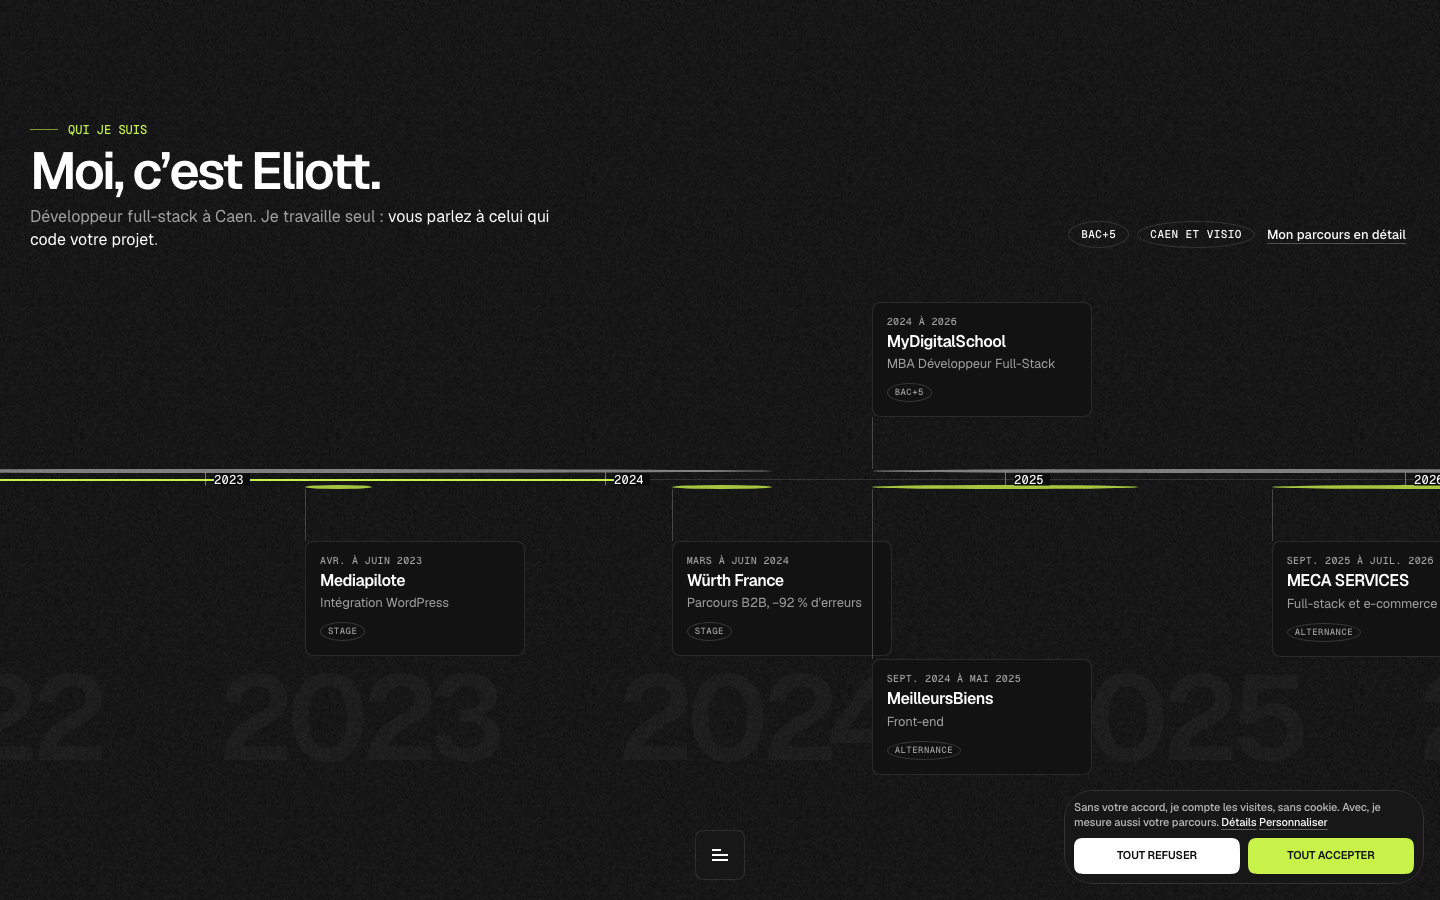 QUI JE SUIS
Moi, c’est Eliott.
Développeur full-stack à Caen. Je travaille seul : vous parlez à celui qui
code votre projet.
BAC+5
CAEN ET VISIO
Mon parcours en détail
2024 À 2026
MyDigitalSchool
MBA Développeur Full-Stack
BAC+5
2023
2024
2025
2026
AVR. À JUIN 2023
Mediapilote
Intégration WordPress
STAGE
MARS À JUIN 2024
Würth France
Parcours B2B, −92 % d’erreurs
STAGE
SEPT. 2025 À JUIL. 2026
MECA SERVICES
Full-stack et e-commerce
ALTERNANCE
SEPT. 2024 À MAI 2025
MeilleursBiens
Front-end
ALTERNANCE
22
2023
2024
025
Sans votre accord, je compte les visites, sans cookie. Avec, je
mesure aussi votre parcours. Détails Personnaliser
TOUT REFUSER
TOUT ACCEPTER